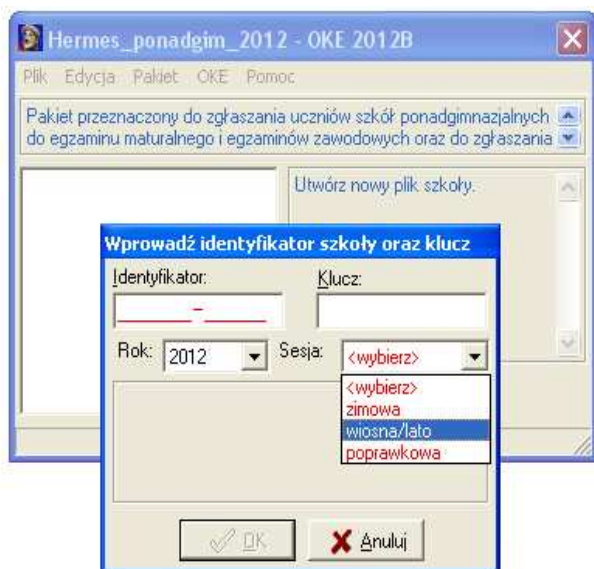 Hermes_ponadgim_2012 - OKE 2012B
Plik Edycja Pakiet OKE Pomoc
Pakiet przeznaczony do zgłaszania uczniów szkół ponadgimnazjalnych
do egzaminu maturalnego i egzaminów zawodowych oraz do zgłaszania
Utwórz nowy plik szkoły.
Wprowadź identyfikator szkoły oraz klucz
Identyfikator: Klucz:
______-_____
Rok: 2012 Sesja: <wybierz>
<wybierz>
zimowa
wiosna/lato
poprawkowa
OK Anuluj